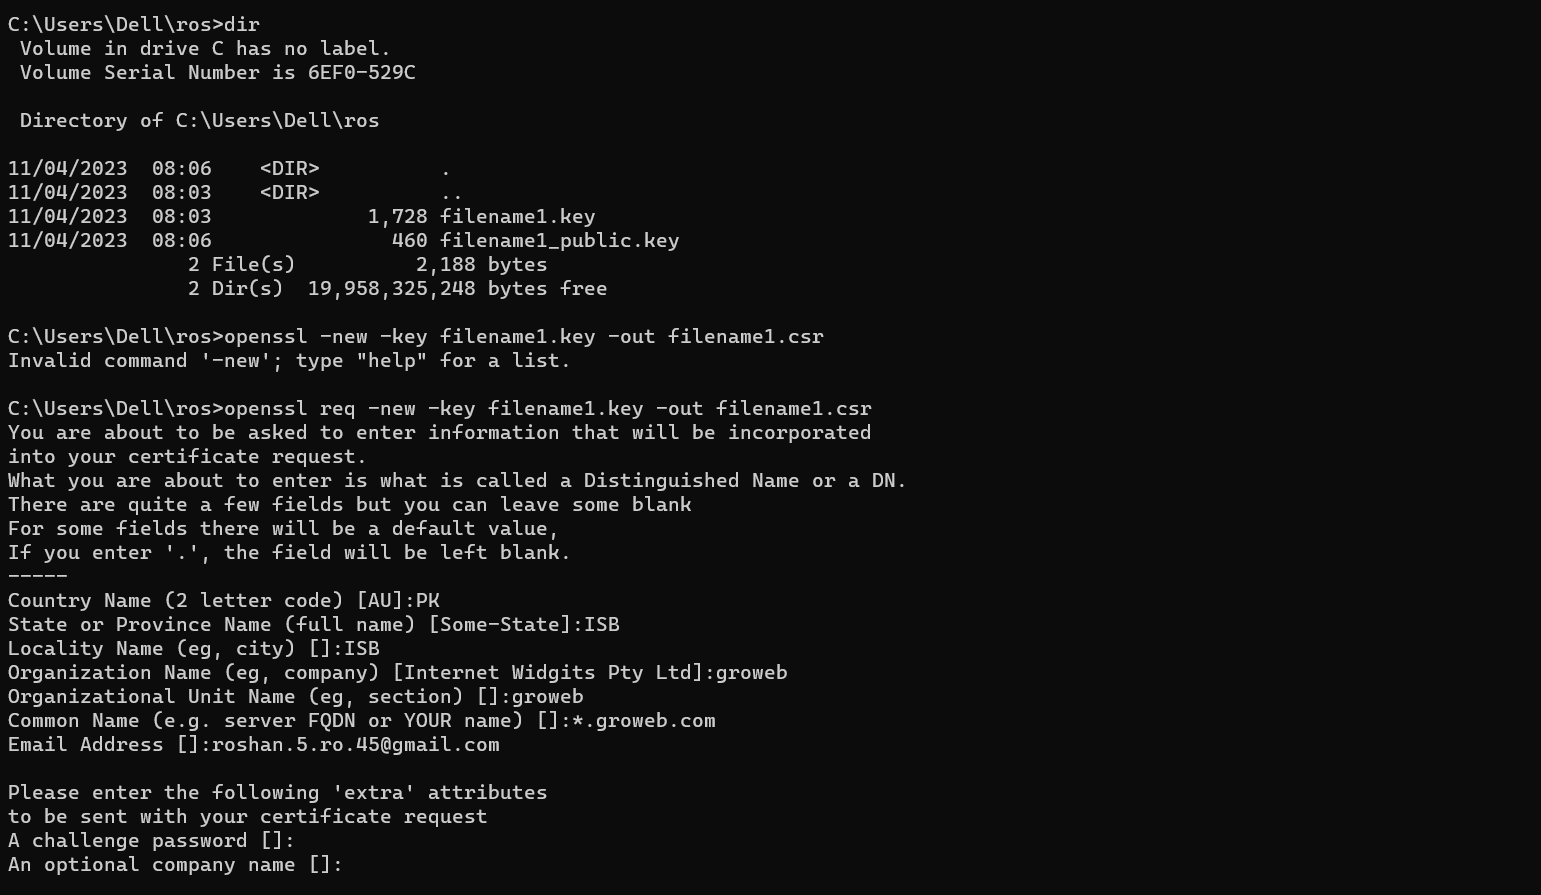 C:\Users\Dell\ros>dir
 Volume in drive C has no label.
 Volume Serial Number is 6EF0-529C

 Directory of C:\Users\Dell\ros

11/04/2023  08:06    <DIR>          .
11/04/2023  08:03    <DIR>          ..
11/04/2023  08:03             1,728 filename1.key
11/04/2023  08:06               460 filename1_public.key
               2 File(s)          2,188 bytes
               2 Dir(s)  19,958,325,248 bytes free

C:\Users\Dell\ros>openssl -new -key filename1.key -out filename1.csr
Invalid command '-new'; type "help" for a list.

C:\Users\Dell\ros>openssl req -new -key filename1.key -out filename1.csr
You are about to be asked to enter information that will be incorporated
into your certificate request.
What you are about to enter is what is called a Distinguished Name or a DN.
There are quite a few fields but you can leave some blank
For some fields there will be a default value,
If you enter '.', the field will be left blank.
-----
Country Name (2 letter code) [AU]:PK
State or Province Name (full name) [Some-State]:ISB
Locality Name (eg, city) []:ISB
Organization Name (eg, company) [Internet Widgits Pty Ltd]:groweb
Organizational Unit Name (eg, section) []:groweb
Common Name (e.g. server FQDN or YOUR name) []:*.groweb.com
Email Address []:roshan.5.ro.45@gmail.com

Please enter the following 'extra' attributes
to be sent with your certificate request
A challenge password []:
An optional company name []: